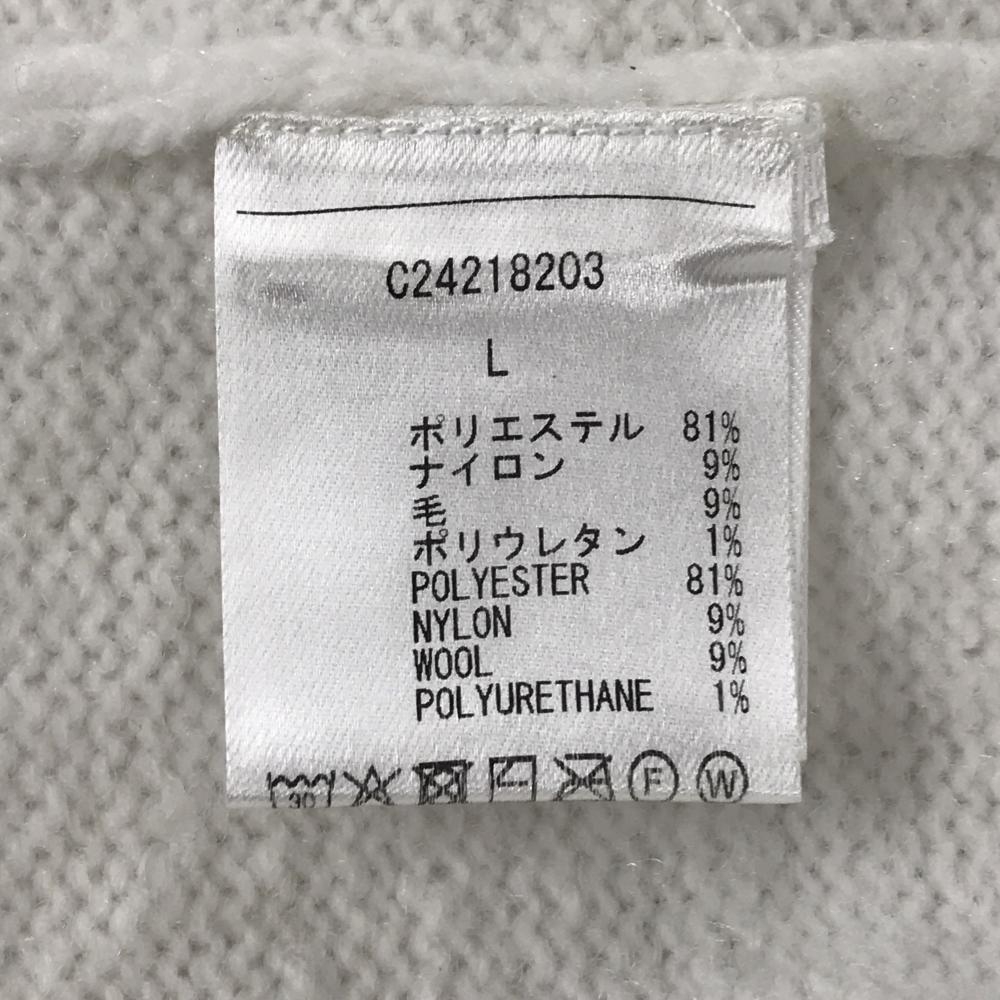 C24218203
L
ポリエステル 81%
ナイロン 9%
毛 9%
ポリウレタン 1%
POLYESTER 81%
NYLON 9%
WOOL 9%
POLYURETHANE 1%
30 F W